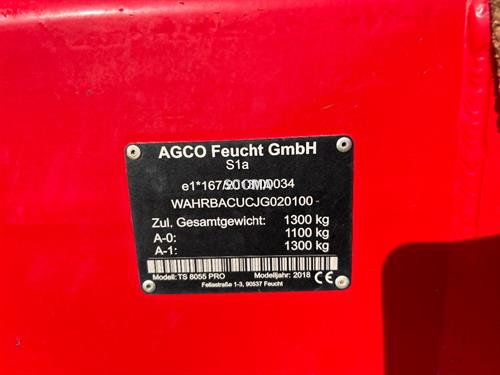 AGCO Feucht GmbH
S1a
WAHRBACUCJG020100
Zul. Gesamtgewicht: 1300 kg
A-0: 1100 kg
A-1: 1300 kg
Modell: TS 8055 PRO Modelljahr: 2018 CE
Fellastraße 1-3, 90537 Feucht